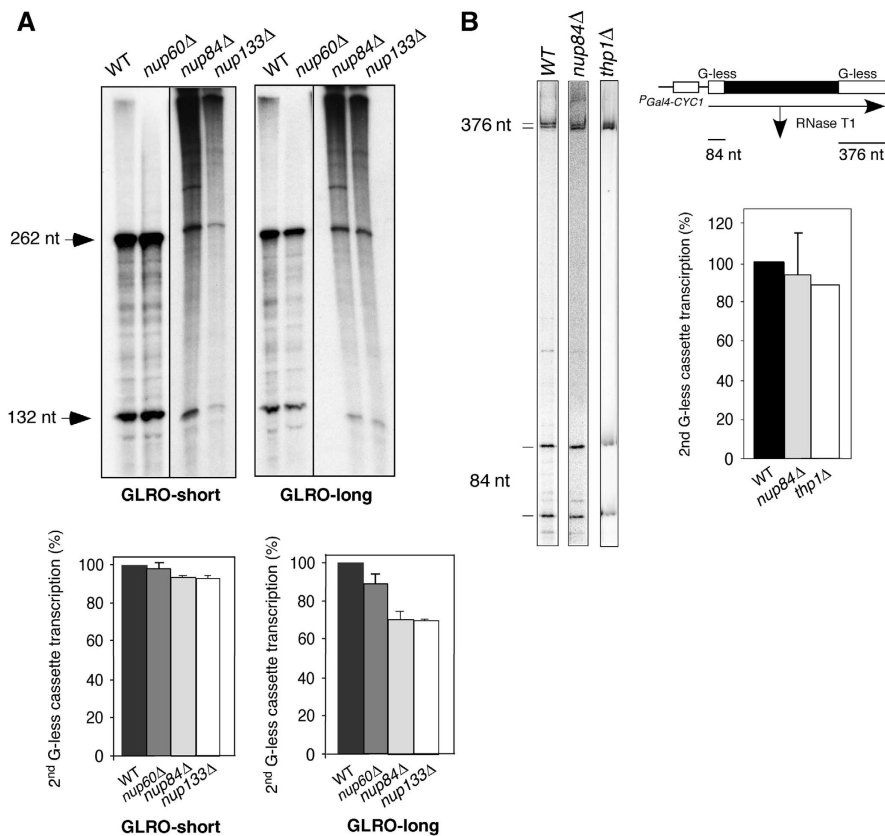 A
WT
nup60Δ
nup84Δ
nup133Δ
WT
nup60Δ
nup84Δ
nup133Δ
262 nt
132 nt
GLRO-short
GLRO-long
2nd G-less cassette transcription (%)
100
80
60
40
20
0
WT
nup60Δ
nup84Δ
nup133Δ
GLRO-short
2nd G-less cassette transcription (%)
100
80
60
40
20
0
WT
nup60Δ
nup84Δ
nup133Δ
GLRO-long
B
WT
nup84Δ
thp1Δ
376 nt
84 nt
G-less
G-less
PGal4-CYC1
RNase T1
84 nt
376 nt
2nd G-less cassette transcirption (%)
120
100
80
60
40
20
0
WT
nup84Δ
thp1Δ